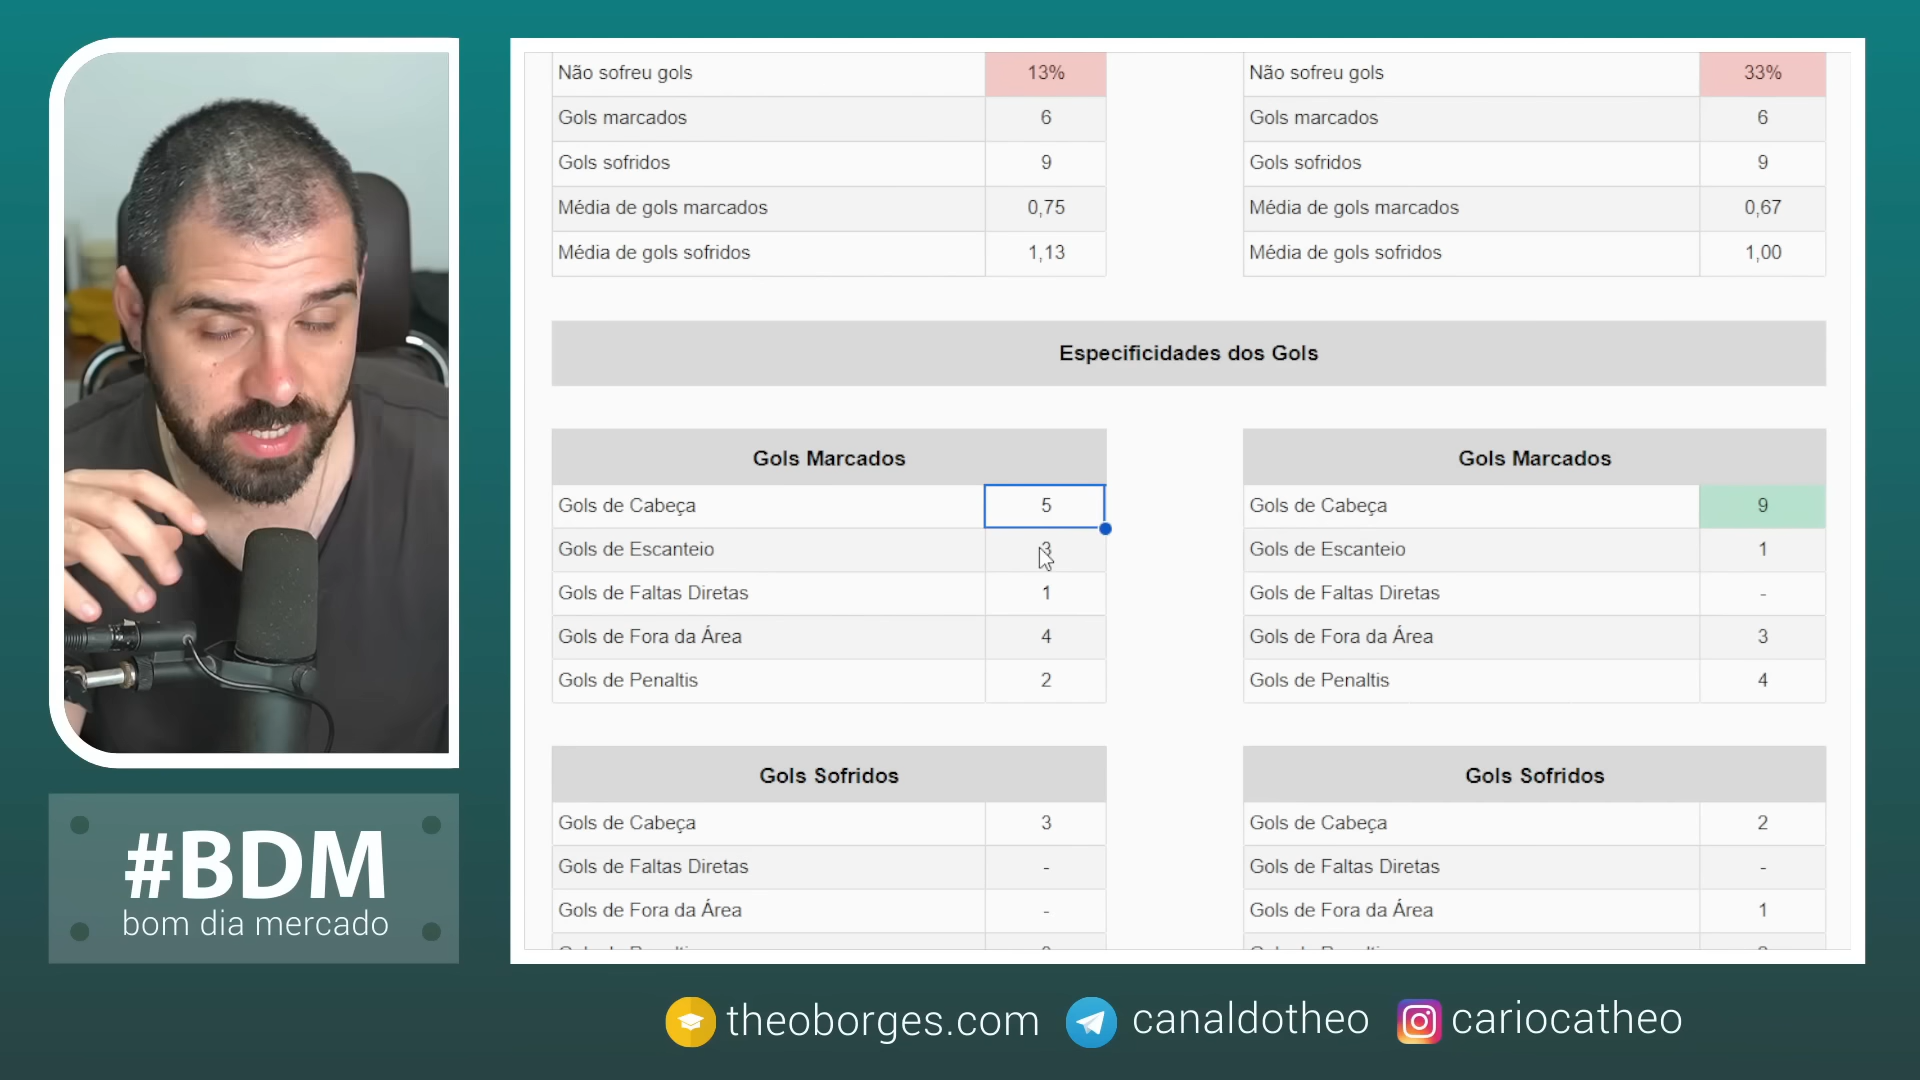 Não sofreu gols 13%
Gols marcados 6
Gols sofridos 9
Média de gols marcados 0,75
Média de gols sofridos 1,13
Não sofreu gols 33%
Gols marcados 6
Gols sofridos 9
Média de gols marcados 0,67
Média de gols sofridos 1,00
Especificidades dos Gols
Gols Marcados
Gols de Cabeça 5
Gols de Escanteio 3
Gols de Faltas Diretas 1
Gols de Fora da Área 4
Gols de Penaltis 2
Gols Marcados
Gols de Cabeça 9
Gols de Escanteio 1
Gols de Faltas Diretas -
Gols de Fora da Área 3
Gols de Penaltis 4
Gols Sofridos
Gols de Cabeça 3
Gols de Faltas Diretas -
Gols de Fora da Área -
Gols Sofridos
Gols de Cabeça 2
Gols de Faltas Diretas -
Gols de Fora da Área 1
#BDM
bom dia mercado
theoborges.com
canaldotheo
cariocatheo